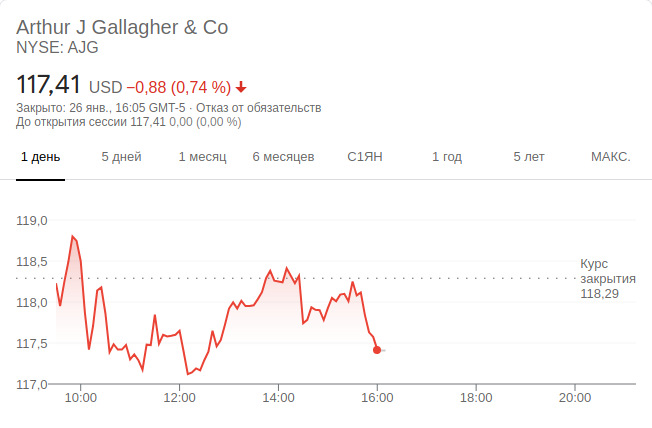 Arthur J Gallagher & Co
NYSE: AJG
117,41 USD −0,88 (0,74 %)
Закрыто: 26 янв., 16:05 GMT-5 · Отказ от обязательств
До открытия сессии 117,41 0,00 (0,00 %)
1 день 5 дней 1 месяц 6 месяцев С1ЯН 1 год 5 лет МАКС.
119,0
118,5
118,0
117,5
117,0
Курс
закрытия
118,29
10:00 12:00 14:00 16:00 18:00 20:00